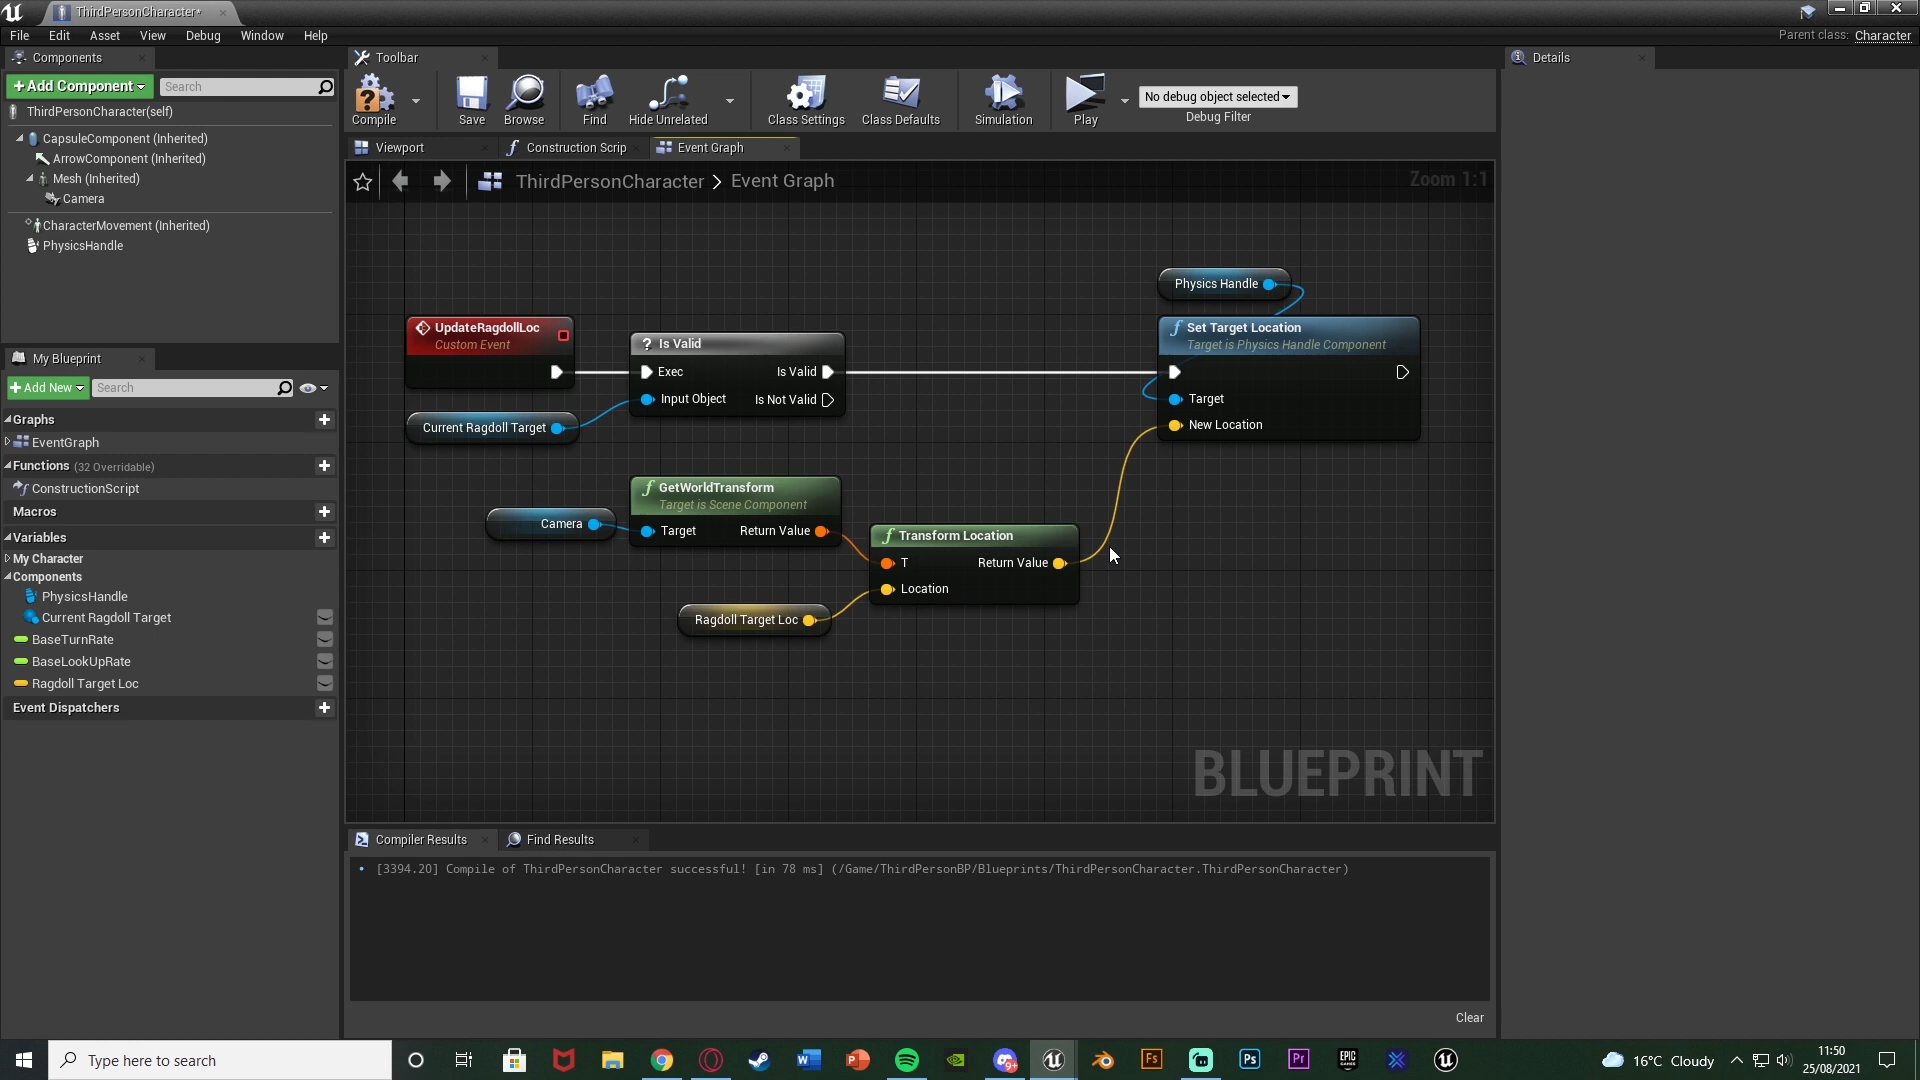 ThirdPersonCharacter*
File Edit Asset View Debug Window Help
Parent class: Character
Components
+Add Component
Search
ThirdPersonCharacter(self)
CapsuleComponent (Inherited)
ArrowComponent (Inherited)
Mesh (Inherited)
Camera
CharacterMovement (Inherited)
PhysicsHandle
My Blueprint
+Add New
Search
Graphs
EventGraph
Functions (32 Overridable)
ConstructionScript
Macros
Variables
My Character
Components
PhysicsHandle
Current Ragdoll Target
BaseTurnRate
BaseLookUpRate
Ragdoll Target Loc
Event Dispatchers
Toolbar
Compile
Save
Browse
Find
Hide Unrelated
Class Settings
Class Defaults
Simulation
Play
No debug object selected
Debug Filter
Viewport
Construction Scrip
Event Graph
ThirdPersonCharacter > Event Graph
Zoom 1:1
UpdateRagdollLoc
Custom Event
Current Ragdoll Target
? Is Valid
Exec Is Valid
Input Object Is Not Valid
Physics Handle
f Set Target Location
Target is Physics Handle Component
Target
New Location
Camera
f GetWorldTransform
Target is Scene Component
Target Return Value
f Transform Location
T Return Value
Location
Ragdoll Target Loc
BLUEPRINT
Compiler Results
Find Results
• [3394.20] Compile of ThirdPersonCharacter successful! [in 78 ms] (/Game/ThirdPersonBP/Blueprints/ThirdPersonCharacter.ThirdPersonCharacter)
Clear
Details
Type here to search
9+
W
P
Fs
Ps
Pr
EPIC GAMES
16°C Cloudy
11:50
25/08/2021